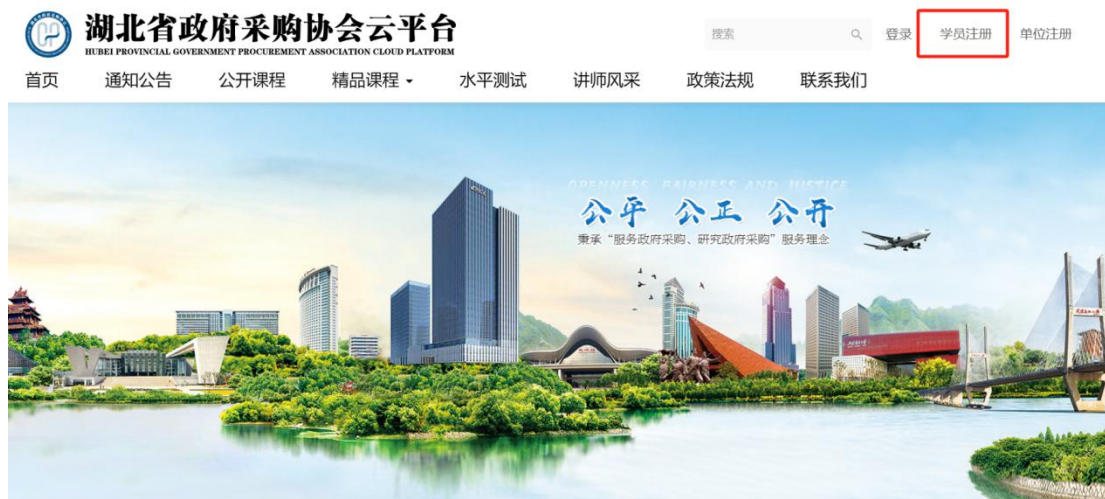 湖北省政府采购协会云平台
HUBEI PROVINCIAL GOVERNMENT PROCUREMENT ASSOCIATION CLOUD PLATFORM
搜索 登录 学员注册 单位注册
首页 通知公告 公开课程 精品课程 水平测试 讲师风采 政策法规 联系我们
OPENNESS FAIRNESS AND JUSTICE
公平 公正 公开
秉承“服务政府采购、研究政府采购”服务理念